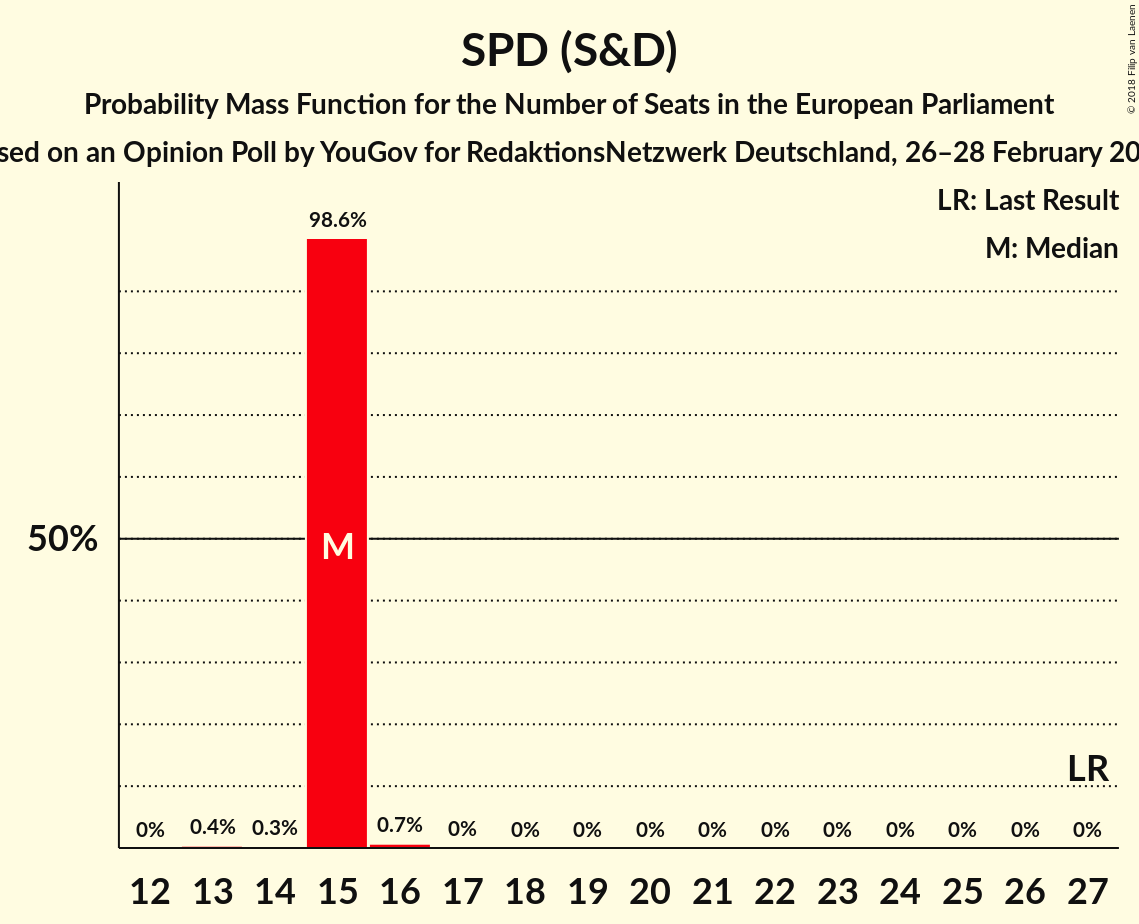 SPD (S&D)
Probability Mass Function for the Number of Seats in the European Parliament
sed on an Opinion Poll by YouGov for RedaktionsNetzwerk Deutschland, 26–28 February 20
© 2018 Filip van Laenen
LR: Last Result
M: Median
98.6%
50%
M
LR
0% 0.4% 0.3% 0.7% 0% 0% 0% 0% 0% 0% 0% 0% 0% 0% 0%
12 13 14 15 16 17 18 19 20 21 22 23 24 25 26 27